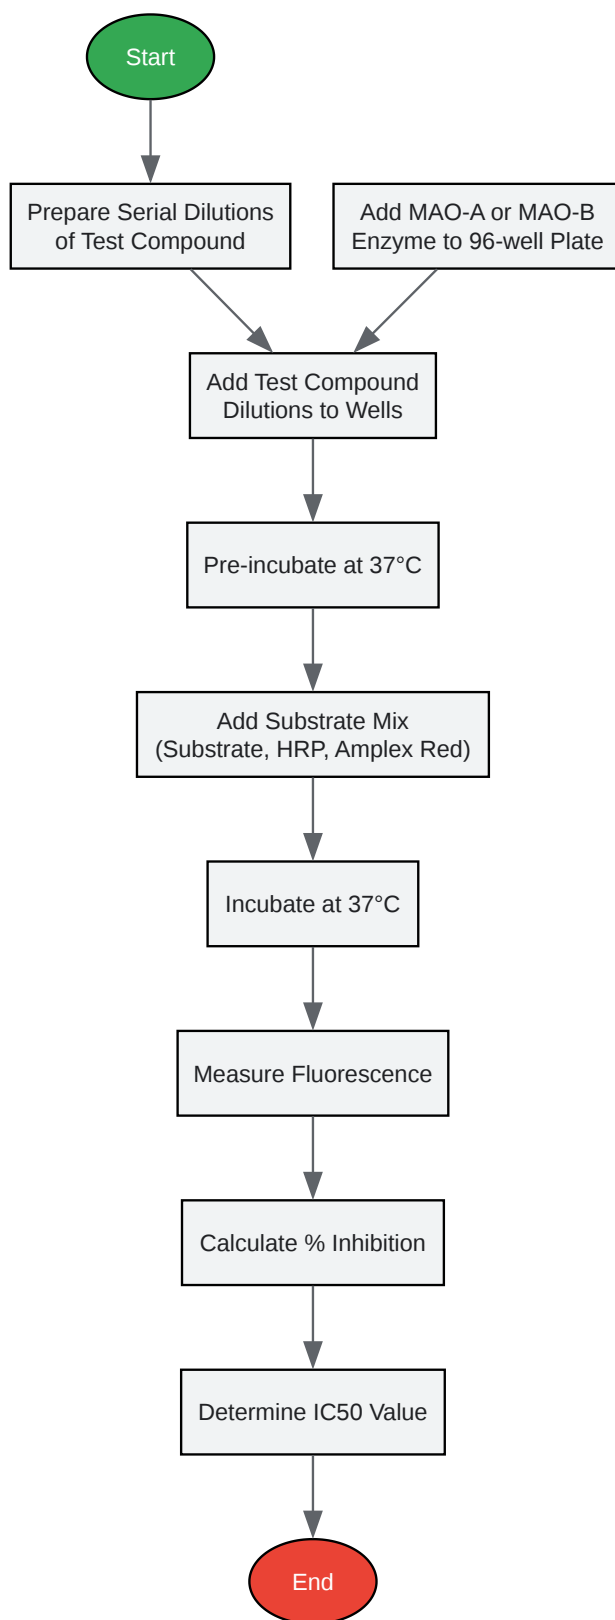 Start
Prepare Serial Dilutions
of Test Compound
Add MAO-A or MAO-B
Enzyme to 96-well Plate
Add Test Compound
Dilutions to Wells
Pre-incubate at 37°C
Add Substrate Mix
(Substrate, HRP, Amplex Red)
Incubate at 37°C
Measure Fluorescence
Calculate % Inhibition
Determine IC50 Value
End